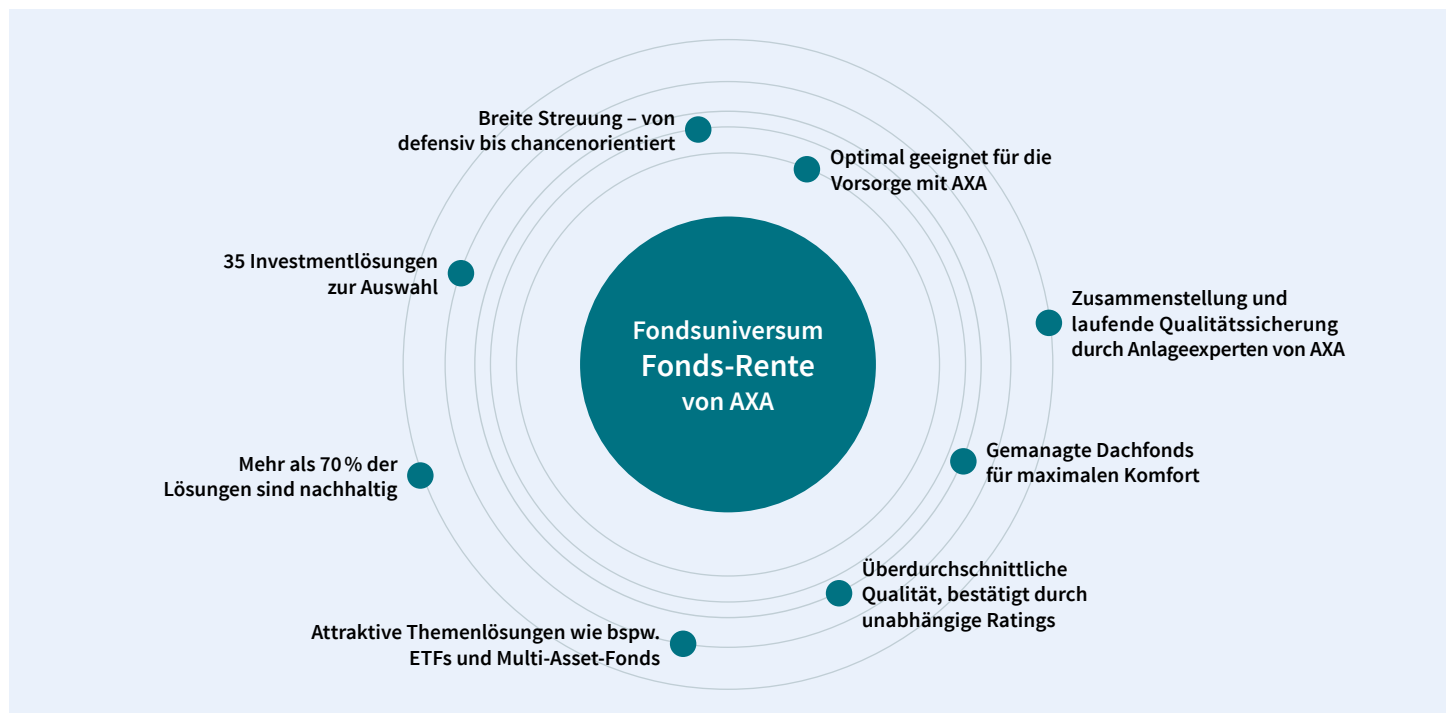 Breite Streuung – von
defensiv bis chancenorientiert
Optimal geeignet für die
Vorsorge mit AXA
35 Investmentlösungen
zur Auswahl
Zusammenstellung und
laufende Qualitätssicherung
durch Anlageexperten von AXA
Fondsuniversum
Fonds-Rente
von AXA
Mehr als 70 % der
Lösungen sind nachhaltig
Gemanagte Dachfonds
für maximalen Komfort
Überdurchschnittliche
Qualität, bestätigt durch
unabhängige Ratings
Attraktive Themenlösungen wie bspw.
ETFs und Multi-Asset-Fonds